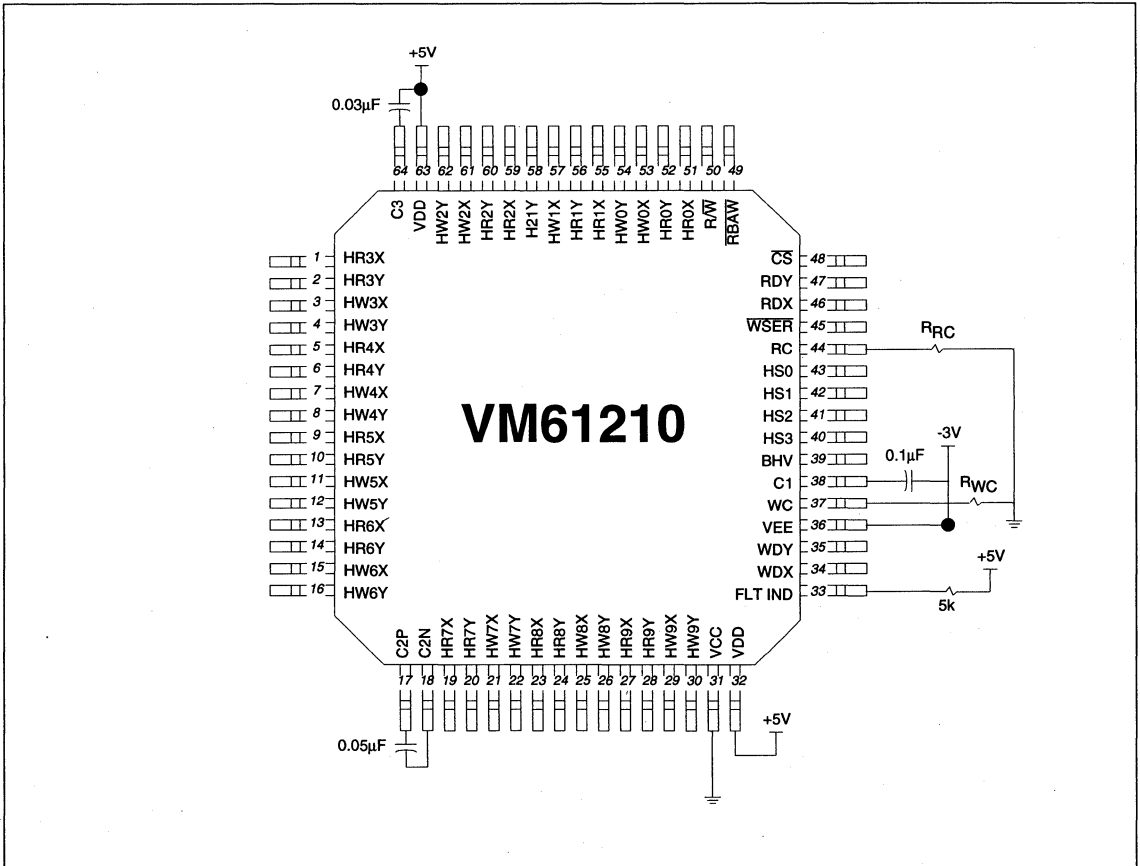 +5V
0.03µF
64 63 62 61 60 59 58 57 56 55 54 53 52 51 50 49
C3 VDD HW2Y HW2X HR2Y HR2X H21Y HW1X HR1Y HR1X HW0Y HW0X HR0Y HR0X R/W̅ R̅B̅A̅W̅
1 HR3X
2 HR3Y
3 HW3X
4 HW3Y
5 HR4X
6 HR4Y
7 HW4X
8 HW4Y
9 HR5X
10 HR5Y
11 HW5X
12 HW5Y
13 HR6X
14 HR6Y
15 HW6X
16 HW6Y
VM61210
C̅S̅ 48
RDY 47
RDX 46
W̅S̅E̅R̅ 45
RC 44
HS0 43
HS1 42
HS2 41
HS3 40
BHV 39
C1 38
WC 37
VEE 36
WDY 35
WDX 34
FLT IND 33
RRC
-3V
0.1µF
RWC
+5V
5k
C2P C2N HR7X HR7Y HW7X HW7Y HR8X HR8Y HW8X HW8Y HR9X HR9Y HW9X HW9Y VCC VDD
17 18 19 20 21 22 23 24 25 26 27 28 29 30 31 32
0.05µF
+5V